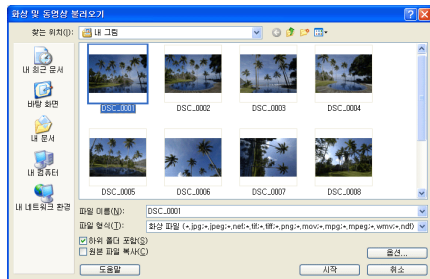 화상 및 동영상 불러오기
찾는 위치(I): 내 그림
내 최근 문서
바탕 화면
내 문서
내 컴퓨터
내 네트워크 환경
DSC_0001 DSC_0002 DSC_0003 DSC_0004
DSC_0005 DSC_0006 DSC_0007 DSC_0008
파일 이름(N): DSC_0001
파일 형식(T): 화상 파일 (*.jpg;*.jpeg;*.nef;*.tif;*.tiff;*.png;*.mov;*.mpg;*.mpeg;*.wmv;*.ndf)
하위 폴더 포함(S)
원본 파일 복사(C)
옵션...
도움말 시작 취소